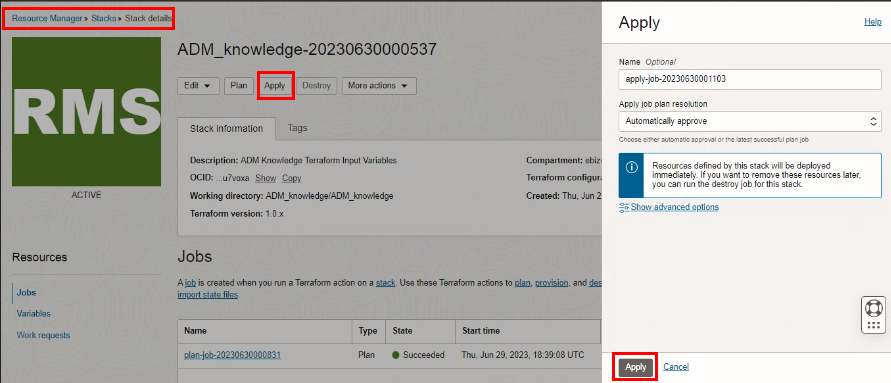 Resource Manager » Stacks » Stack details
RMS
ACTIVE
ADM_knowledge-20230630000537
Edit Plan Apply Destroy More actions
Stack information Tags
Description: ADM Knowledge Terraform Input Variables
OCID: ...u7voxa Show Copy
Working directory: ADM_knowledge/ADM_knowledge
Terraform version: 1.0.x
Compartment: ebiz
Terraform configura
Created: Thu, Jun 29,
Resources
Jobs
Variables
Work requests
Jobs
A job is created when you run a Terraform action on a stack. Use these Terraform actions to plan, provision, and des
import state files.
Name Type State Start time
plan-job-20230630000831 Plan Succeeded Thu, Jun 29, 2023, 18:39:08 UTC
Apply
Help
Name Optional
apply-job-20230630001103
Apply job plan resolution
Automatically approve
Choose either automatic approval or the latest successful plan job
Resources defined by this stack will be deployed
immediately. If you want to remove these resources later,
you can run the destroy job for this stack.
Show advanced options
Apply Cancel